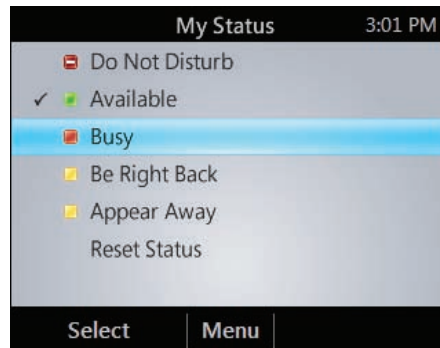 My Status 3:01 PM
Do Not Disturb
Available
Busy
Be Right Back
Appear Away
Reset Status
Select Menu